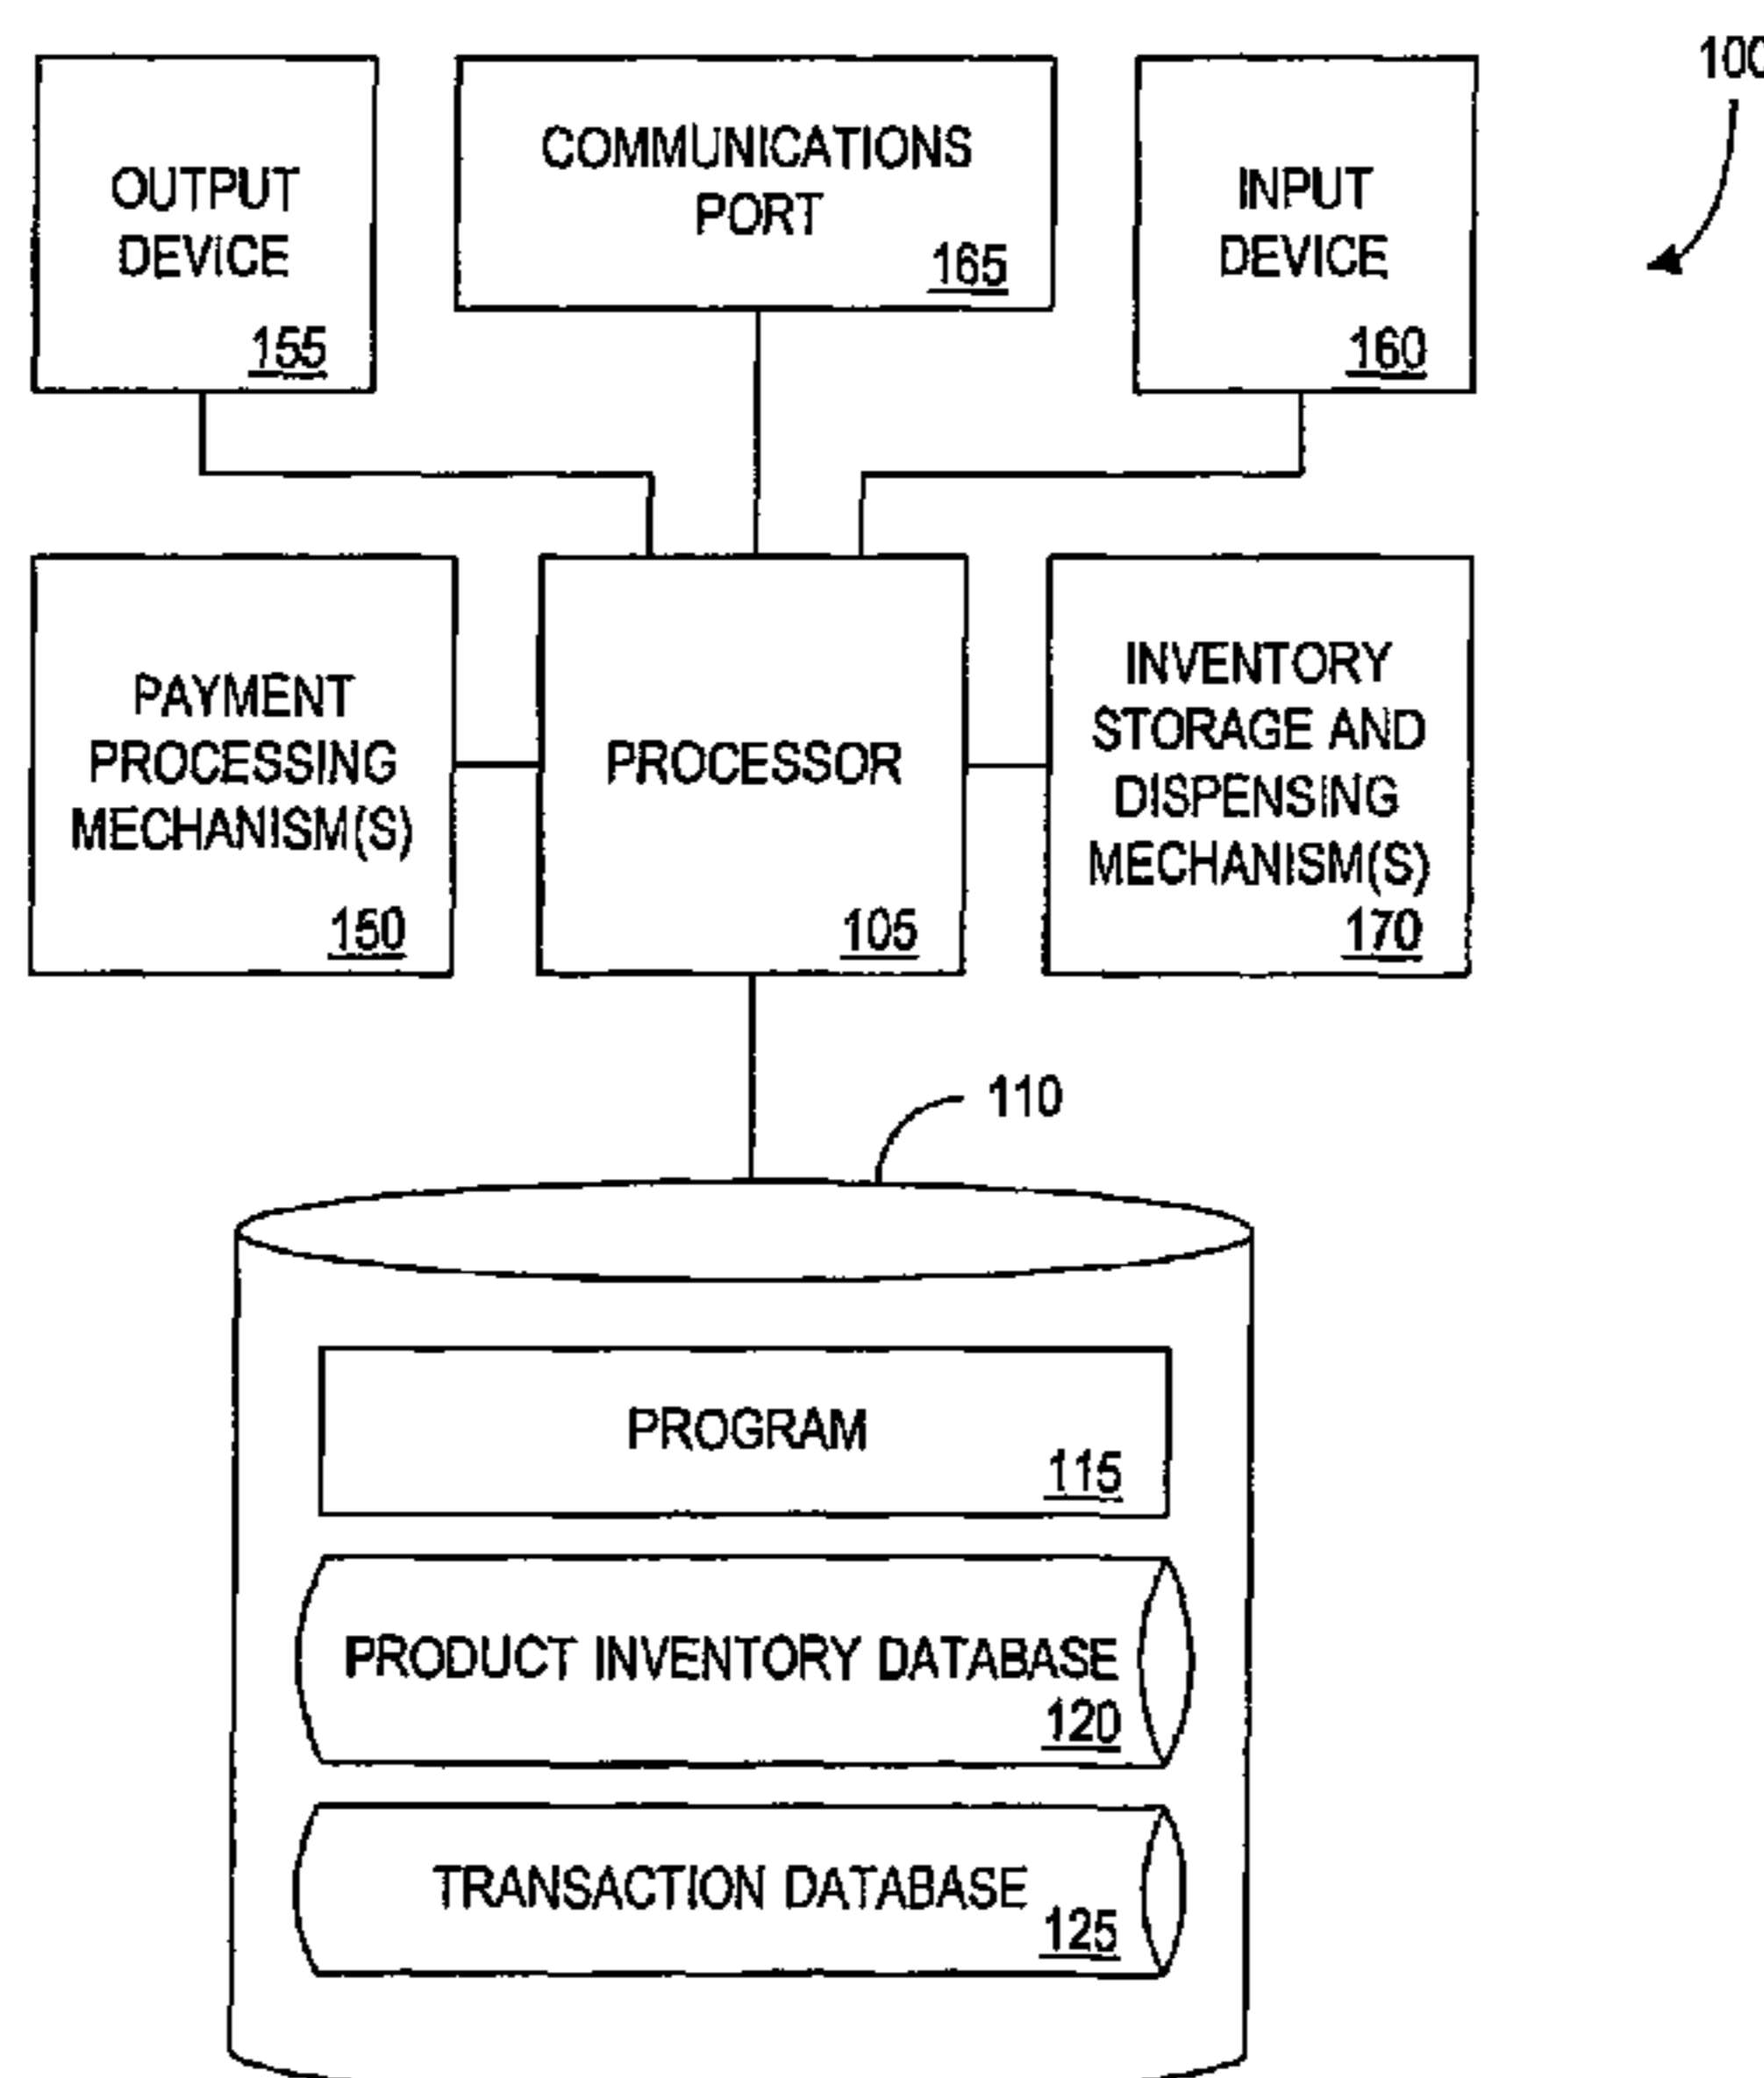 100
OUTPUT
DEVICE
155
COMMUNICATIONS
PORT
165
INPUT
DEVICE
160
PAYMENT
PROCESSING
MECHANISM(S)
150
PROCESSOR
105
INVENTORY
STORAGE AND
DISPENSING
MECHANISM(S)
170
110
PROGRAM
115
PRODUCT INVENTORY DATABASE
120
TRANSACTION DATABASE
125